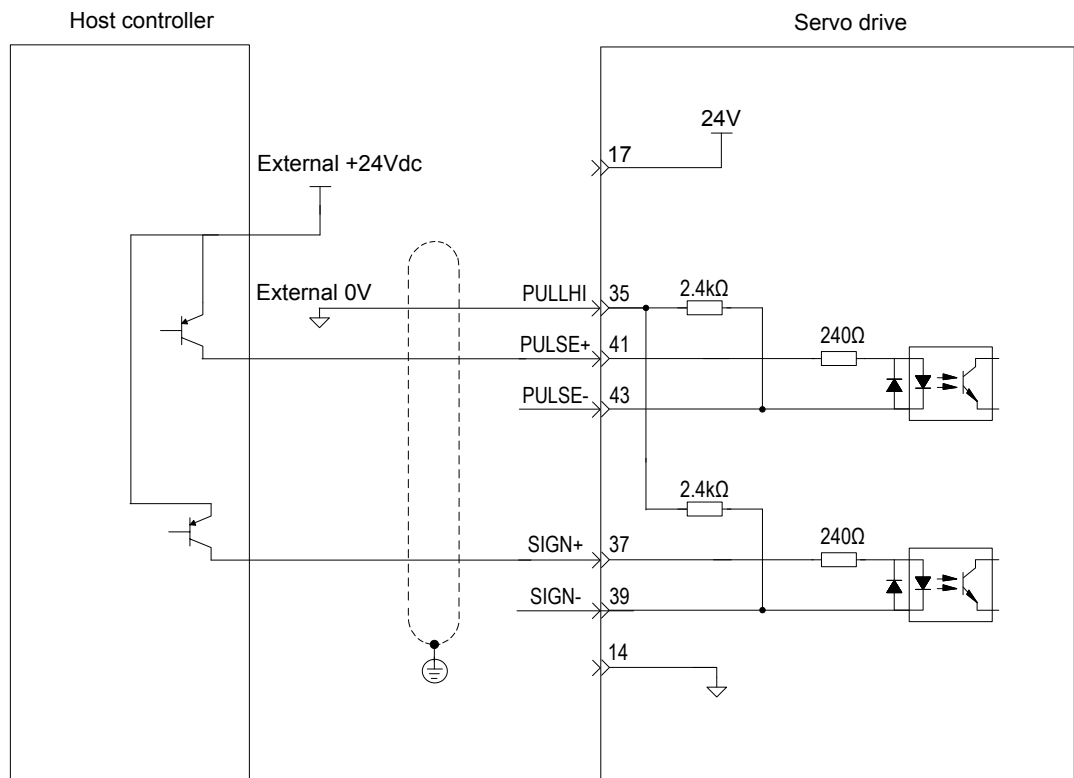 Host controller
Servo drive
24V
17
External +24Vdc
External 0V
PULLHI
35
2.4kΩ
PULSE+
41
240Ω
PULSE-
43
2.4kΩ
SIGN+
37
240Ω
SIGN-
39
14